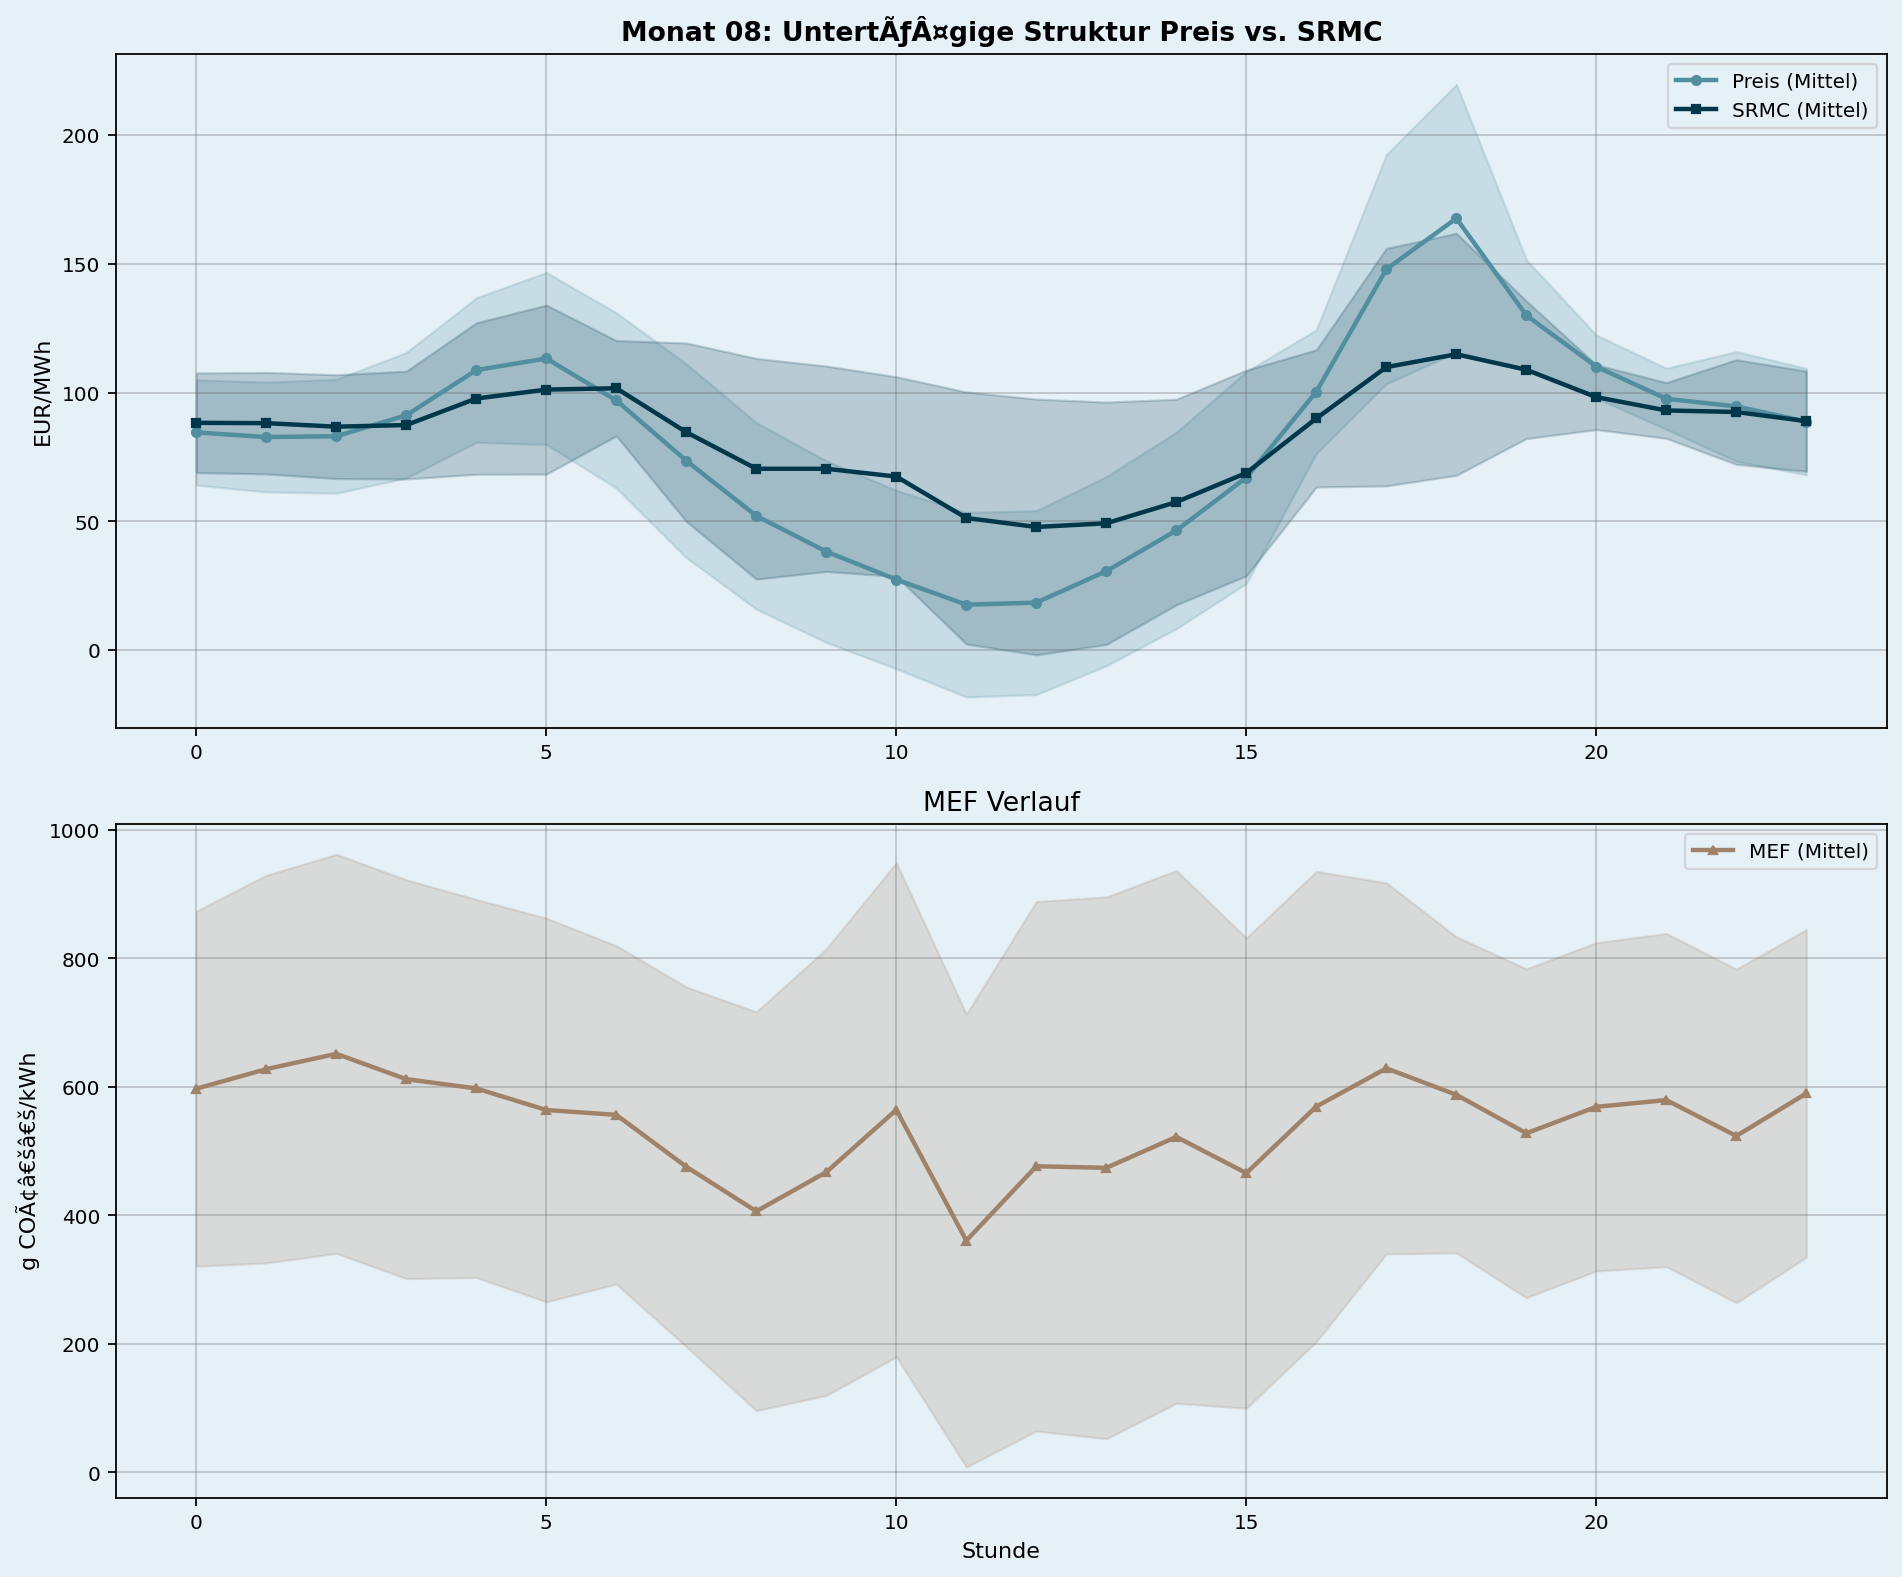 Monat 08: UntertÃƒÂ¤gige Struktur Preis vs. SRMC
EUR/MWh
200
150
100
50
0
Preis (Mittel)
SRMC (Mittel)
0 5 10 15 20
MEF Verlauf
g COÃ¢â€šâ€š/kWh
1000
800
600
400
200
0
MEF (Mittel)
0 5 10 15 20
Stunde